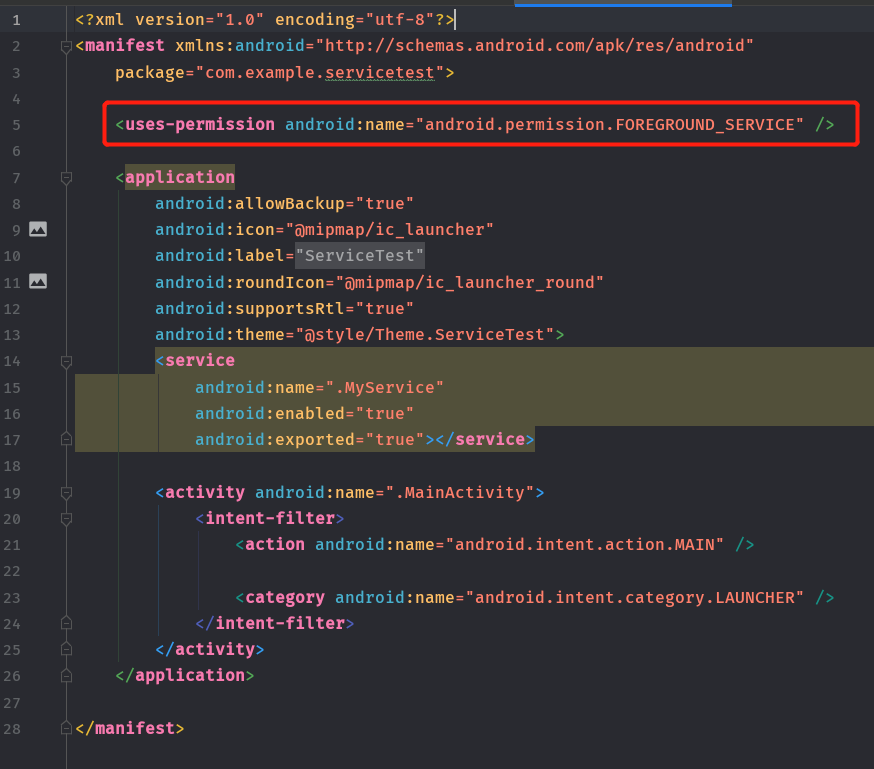 1 <?xml version="1.0" encoding="utf-8"?>
2 <manifest xmlns:android="http://schemas.android.com/apk/res/android"
3     package="com.example.servicetest">
4
5     <uses-permission android:name="android.permission.FOREGROUND_SERVICE" />
6
7     <application
8         android:allowBackup="true"
9         android:icon="@mipmap/ic_launcher"
10         android:label="ServiceTest"
11         android:roundIcon="@mipmap/ic_launcher_round"
12         android:supportsRtl="true"
13         android:theme="@style/Theme.ServiceTest">
14         <service
15             android:name=".MyService"
16             android:enabled="true"
17             android:exported="true"></service>
18
19         <activity android:name=".MainActivity">
20             <intent-filter>
21                 <action android:name="android.intent.action.MAIN" />
22
23                 <category android:name="android.intent.category.LAUNCHER" />
24             </intent-filter>
25         </activity>
26     </application>
27
28 </manifest>